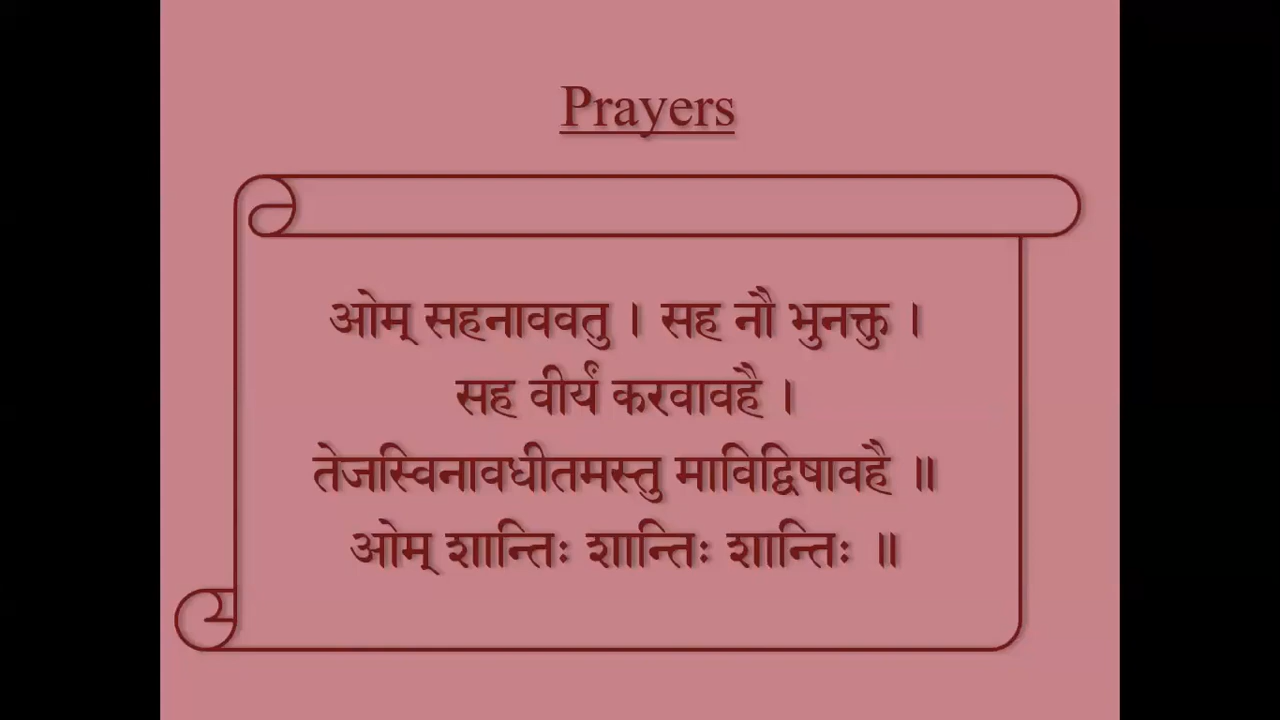 Prayers
ओम् सहनाववतु । सह नौ भुनक्तु ।
सह वीर्यं करवावहै ।
तेजस्विनावधीतमस्तु माविद्विषावहै ॥
ओम् शान्तिः शान्तिः शान्तिः ॥